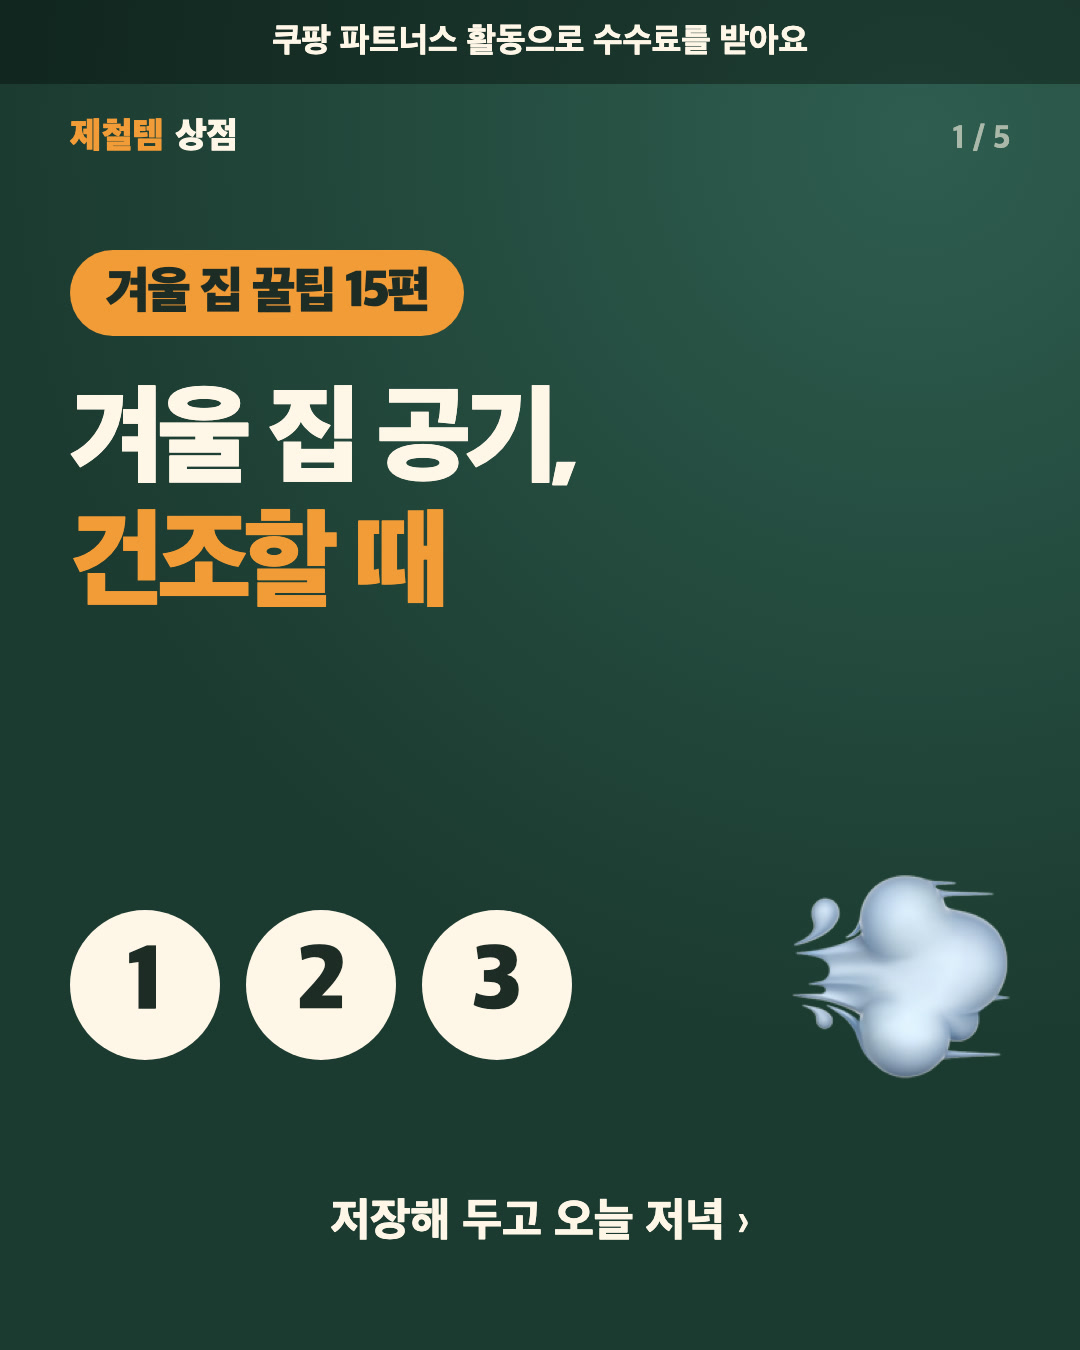 쿠팡 파트너스 활동으로 수수료를 받아요
제철템 상점
1 / 5
겨울 집 꿀팁 15편
겨울 집 공기,
건조할 때
1 2 3
저장해 두고 오늘 저녁 ›